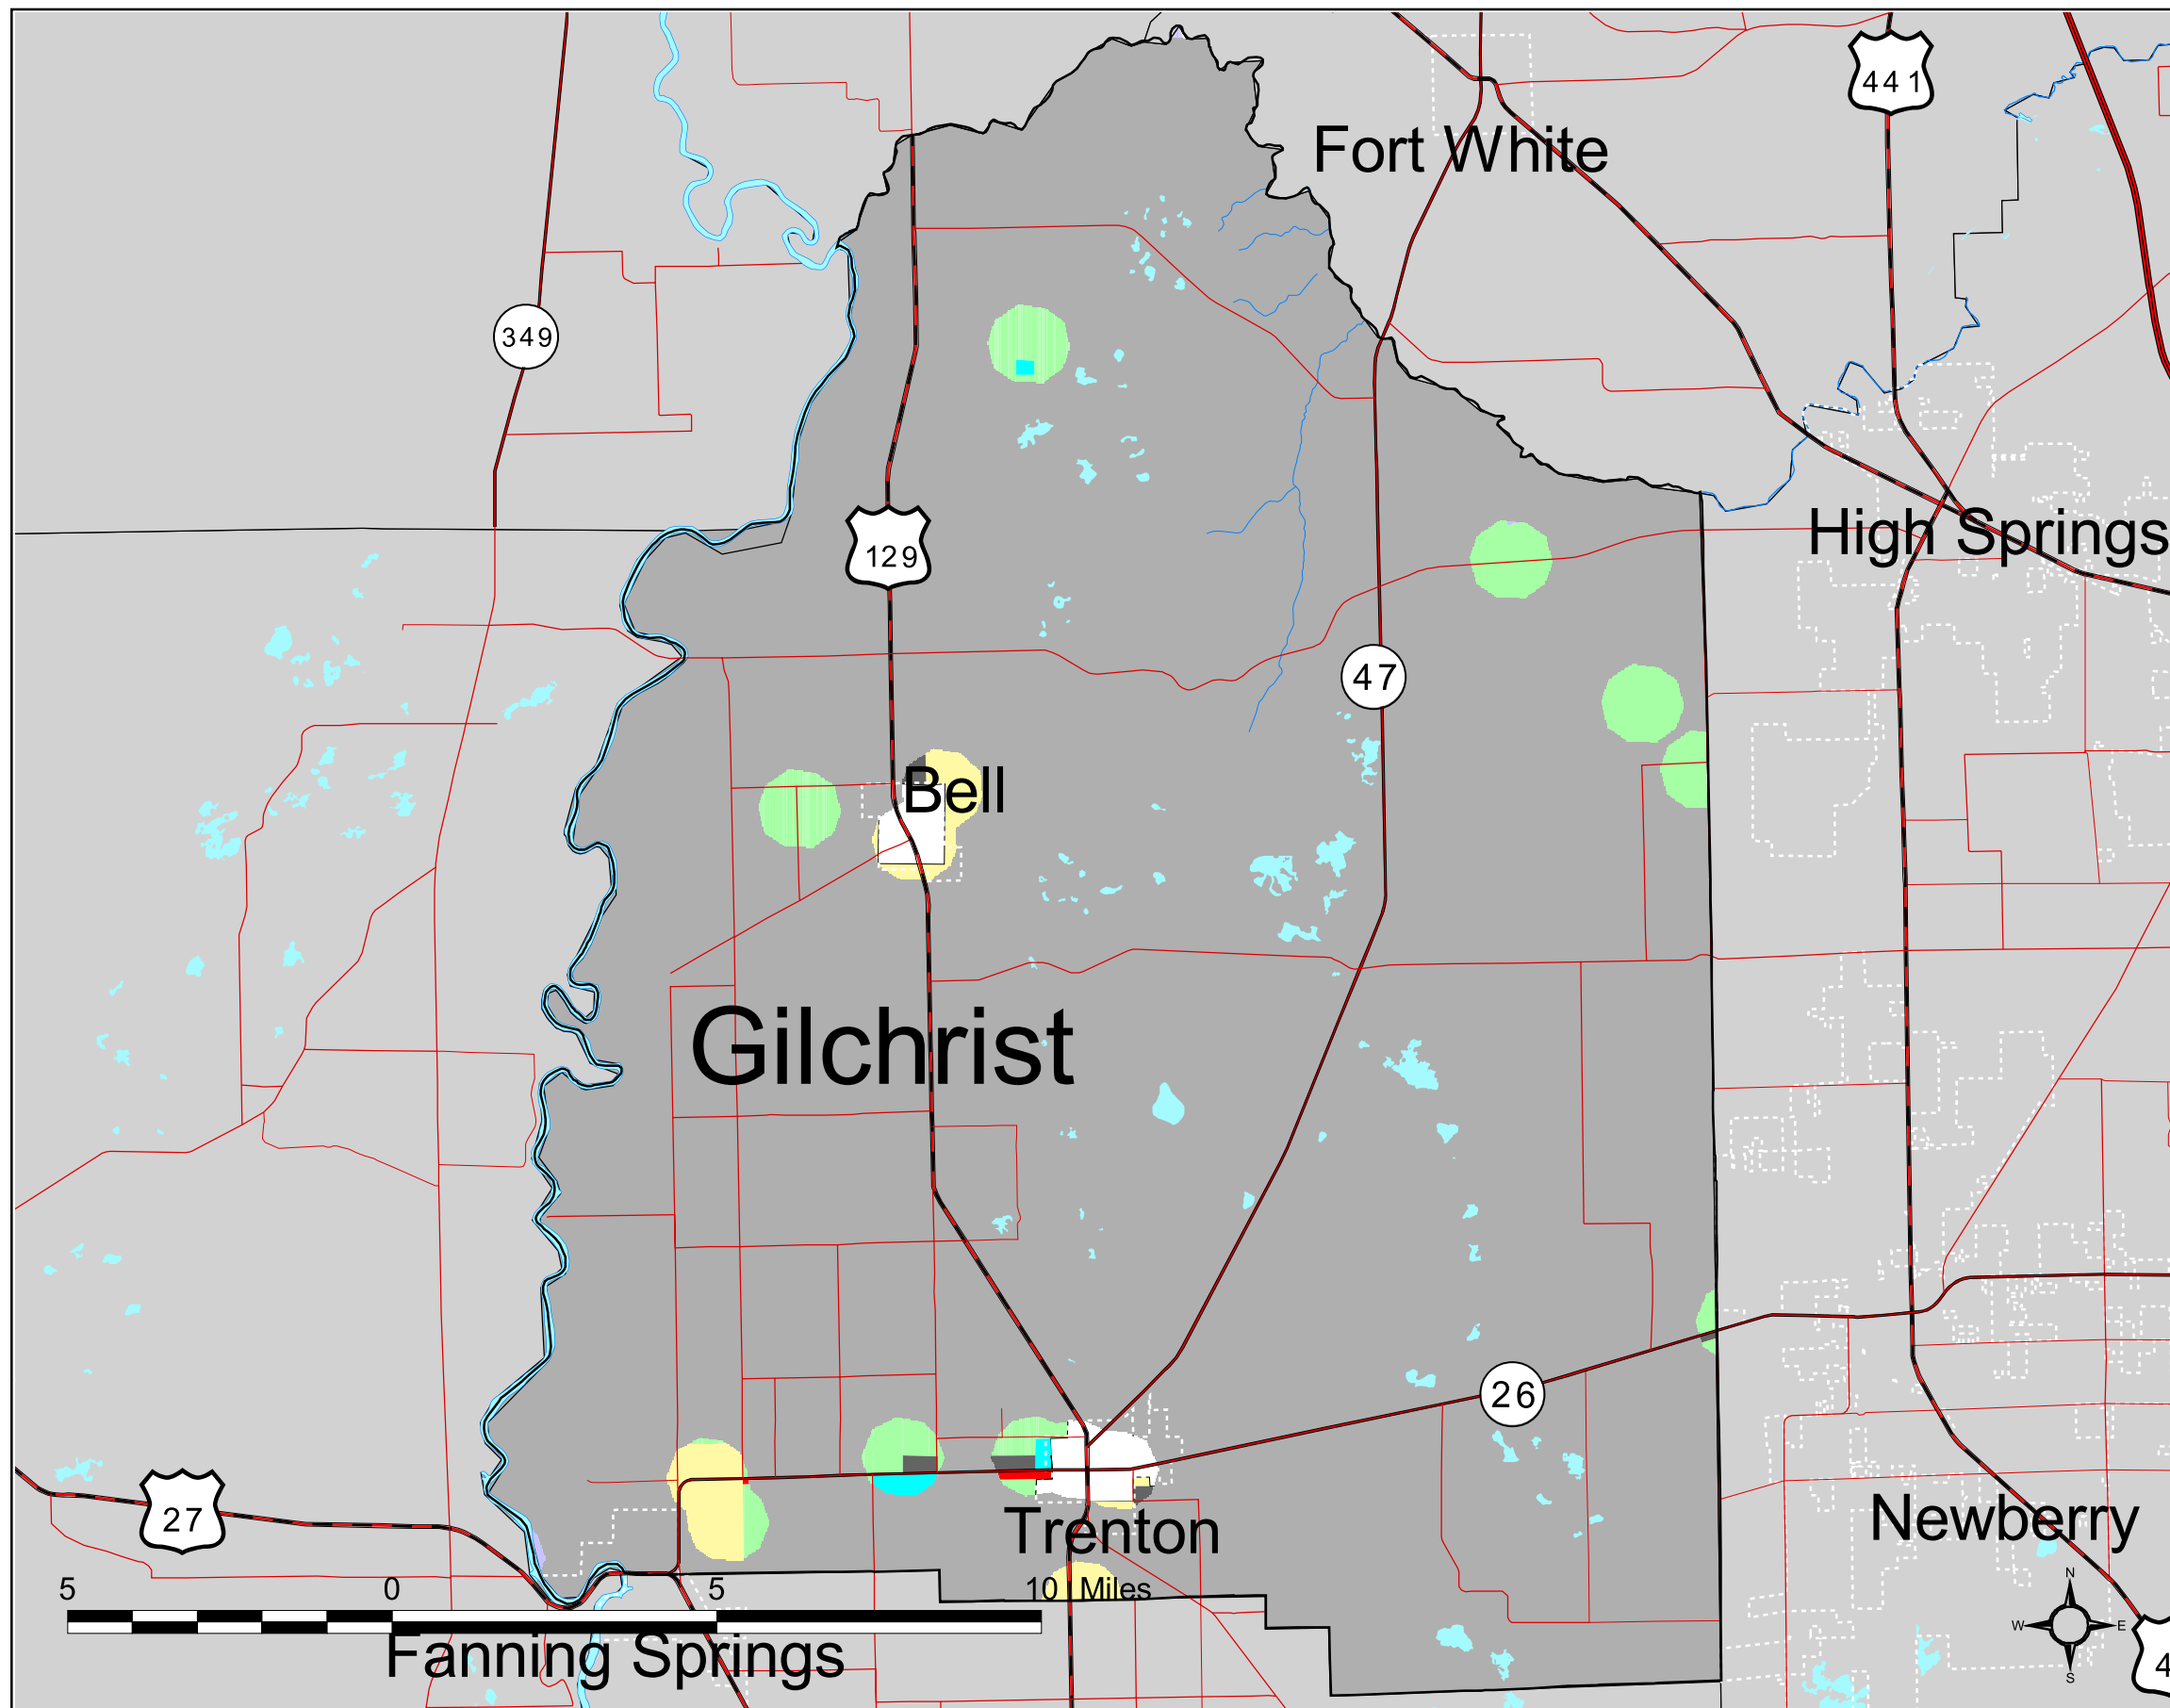 441
Fort White
349
High Springs
129
47
Bell
Gilchrist
26
Newberry
27
Trenton
N
W E
S
5 0 5 10 Miles
Fanning Springs
4